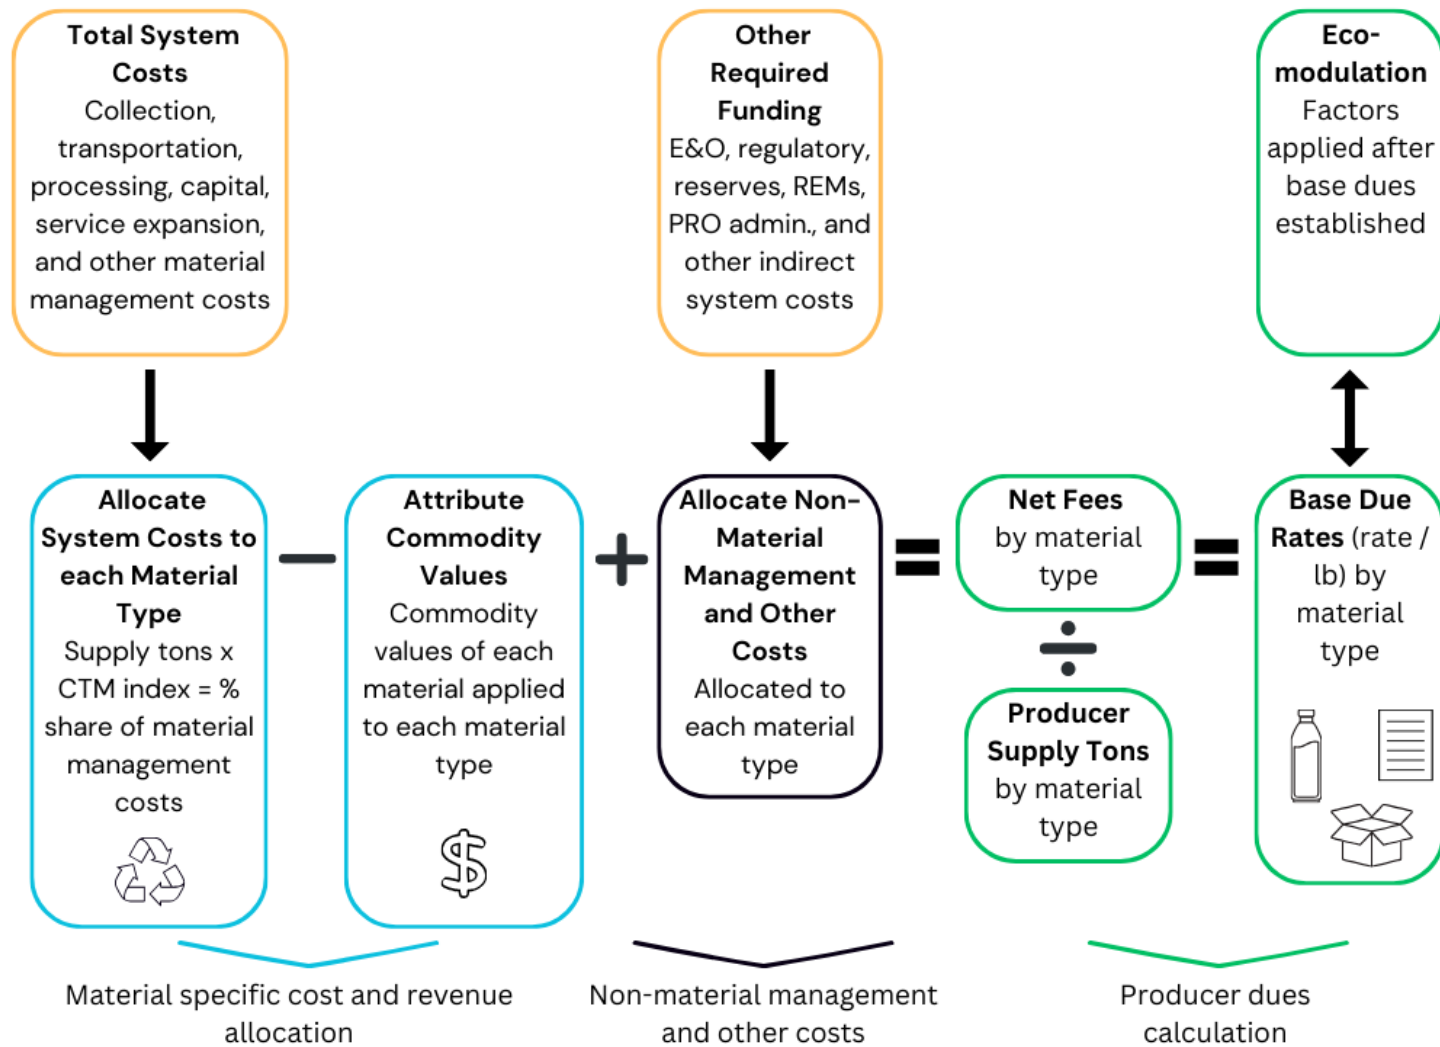 Total System
Costs
Collection,
transportation,
processing, capital,
service expansion,
and other material
management costs
Other
Required
Funding
E&O, regulatory,
reserves, REMs,
PRO admin., and
other indirect
system costs
Eco-
modulation
Factors
applied after
base dues
established
Allocate
System Costs to
each Material
Type
Supply tons x
CTM index = %
share of material
management
costs
−
Attribute
Commodity
Values
Commodity
values of each
material applied
to each material
type
$
+
Allocate Non-
Material
Management
and Other
Costs
Allocated to
each material
type
=
Net Fees
by material
type
÷
Producer
Supply Tons
by material
type
=
Base Due
Rates (rate /
lb) by
material
type
Material specific cost and revenue
allocation
Non-material management
and other costs
Producer dues
calculation